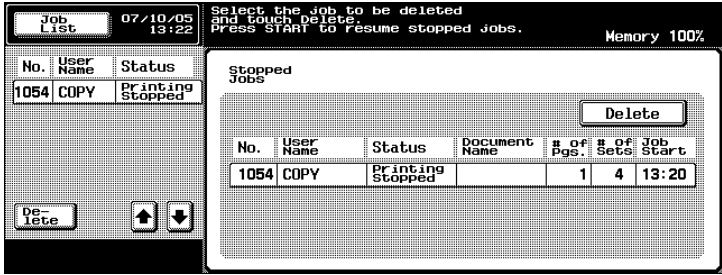 Job List
07/10/05
13:22
Select the job to be deleted
and touch Delete.
Press START to resume stopped jobs.
Memory 100%
No. User Name Status
1054 COPY Printing Stopped
De-
lete
Stopped
Jobs
Delete
No. User Name Status Document Name # of Pgs. # of Sets Job Start
1054 COPY Printing Stopped 1 4 13:20